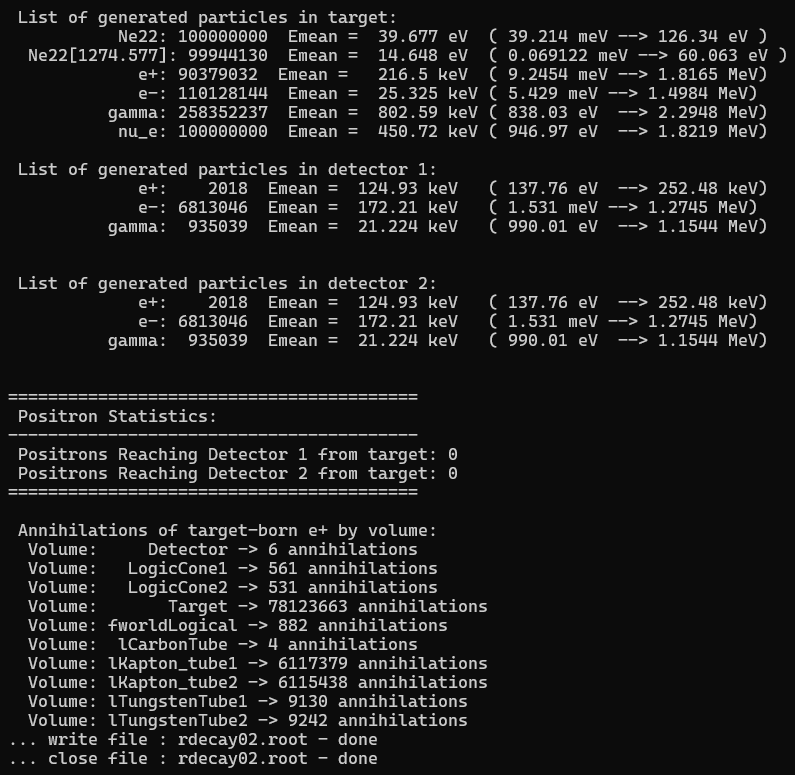 List of generated particles in target:
Ne22: 100000000 Emean = 39.677 eV ( 39.214 meV --> 126.34 eV )
Ne22[1274.577]: 99944130 Emean = 14.648 eV ( 0.069122 meV --> 60.063 eV )
e+: 90379032 Emean = 216.5 keV ( 9.2454 meV --> 1.8165 MeV)
e-: 110128144 Emean = 25.325 keV ( 5.429 meV --> 1.4984 MeV)
gamma: 258352237 Emean = 802.59 keV ( 838.03 eV --> 2.2948 MeV)
nu_e: 100000000 Emean = 450.72 keV ( 946.97 eV --> 1.8219 MeV)
List of generated particles in detector 1:
e+: 2018 Emean = 124.93 keV ( 137.76 eV --> 252.48 keV)
e-: 6813046 Emean = 172.21 keV ( 1.531 meV --> 1.2745 MeV)
gamma: 935039 Emean = 21.224 keV ( 990.01 eV --> 1.1544 MeV)
List of generated particles in detector 2:
e+: 2018 Emean = 124.93 keV ( 137.76 eV --> 252.48 keV)
e-: 6813046 Emean = 172.21 keV ( 1.531 meV --> 1.2745 MeV)
gamma: 935039 Emean = 21.224 keV ( 990.01 eV --> 1.1544 MeV)
=========================================
Positron Statistics:
-----------------------------------------
Positrons Reaching Detector 1 from target: 0
Positrons Reaching Detector 2 from target: 0
=========================================
Annihilations of target-born e+ by volume:
Volume: Detector -> 6 annihilations
Volume: LogicCone1 -> 561 annihilations
Volume: LogicCone2 -> 531 annihilations
Volume: Target -> 78123663 annihilations
Volume: fworldLogical -> 882 annihilations
Volume: lCarbonTube -> 4 annihilations
Volume: lKapton_tube1 -> 6117379 annihilations
Volume: lKapton_tube2 -> 6115438 annihilations
Volume: lTungstenTube1 -> 9130 annihilations
Volume: lTungstenTube2 -> 9242 annihilations
... write file : rdecay02.root - done
... close file : rdecay02.root - done